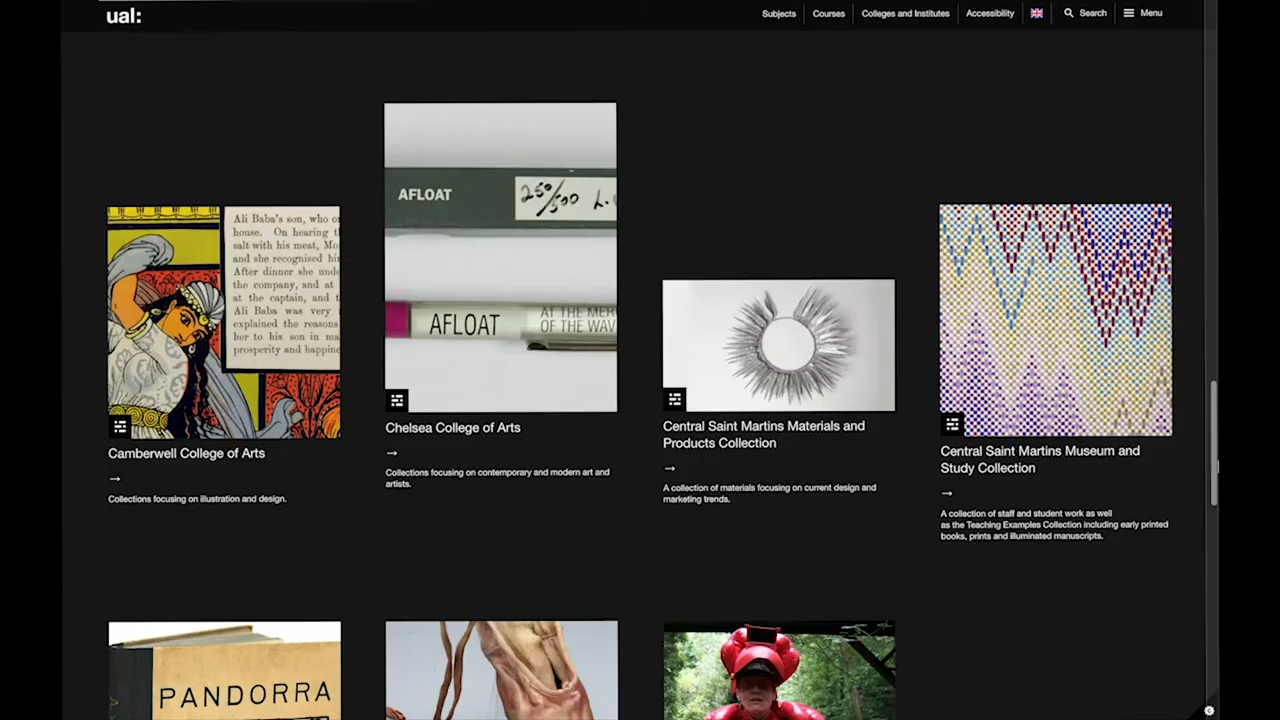 ual:
Subjects
Courses
Colleges and Institutes
Accessibility
Search
Menu
Ali Baba's son, who
house. On hearing
salt with his meat,
and she recognised
After dinner she
the company, and at
at the captain, and
Ali Baba was very
explained the reasons
her to his son in
prosperity and
Camberwell College of Arts
→
Collections focusing on illustration and design.
AFLOAT
250/500 L.
AFLOAT
AT THE
OF THE
Chelsea College of Arts
→
Collections focusing on contemporary and modern art and
artists.
Central Saint Martins Materials and
Products Collection
→
A collection of materials focusing on current design and
marketing trends.
Central Saint Martins Museum and
Study Collection
→
A collection of staff and student work as well
as the Teaching Examples Collection including early printed
books, prints and illuminated manuscripts.
PANDORRA